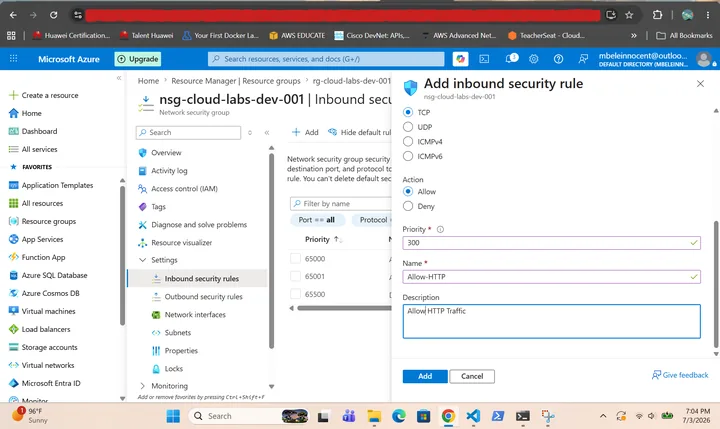 Huawei Certification...
Talent Huawei
Your First Docker La...
AWS EDUCATE
Cisco DevNet: APIs,...
AWS Advanced Net...
TeacherSeat - Cloud...
»
All Bookmarks
Microsoft Azure
Upgrade
Search resources, services, and docs (G+/)
1
mbeleinnocent@outloo...
DEFAULT DIRECTORY (MBELEINNOCENT...
Create a resource
Home
Dashboard
All services
FAVORITES
Application Templates
All resources
Resource groups
App Services
Function App
Azure SQL Database
Azure Cosmos DB
Virtual machines
Load balancers
Storage accounts
Virtual networks
Microsoft Entra ID
Monitor
Home > Resource Manager | Resource groups > rg-cloud-labs-dev-001
nsg-cloud-labs-dev-001 | Inbound secu
Network security group
Search
Overview
Activity log
Access control (IAM)
Tags
Diagnose and solve problems
Resource visualizer
Settings
Inbound security rules
Outbound security rules
Network interfaces
Subnets
Properties
Locks
Monitoring
Add or remove favorites by pressing Ctrl+Shift+F
Add
Hide default rule
Network security group security
destination port, and protocol to
rule. You can't delete default sec
Filter by name
Port == all
Protocol
Priority
65000
65001
65500
Add inbound security rule
nsg-cloud-labs-dev-001
TCP
UDP
ICMPv4
ICMPv6
Action
Allow
Deny
Priority *
300
Name *
Allow-HTTP
Description
Allow HTTP Traffic
Add
Cancel
Give feedback
1
96°F
Sunny
Search
7:04 PM
7/3/2026